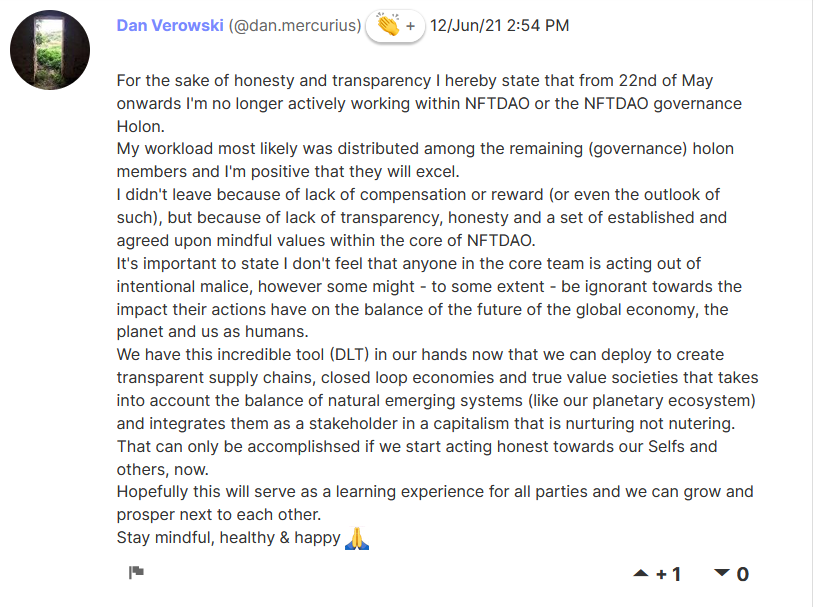 Dan Verowski (@dan.mercurius) 👏 + 12/Jun/21 2:54 PM
For the sake of honesty and transparency I hereby state that from 22nd of May
onwards I'm no longer actively working within NFTDAO or the NFTDAO governance
Holon.
My workload most likely was distributed among the remaining (governance) holon
members and I'm positive that they will excel.
I didn't leave because of lack of compensation or reward (or even the outlook of
such), but because of lack of transparency, honesty and a set of established and
agreed upon mindful values within the core of NFTDAO.
It's important to state I don't feel that anyone in the core team is acting out of
intentional malice, however some might - to some extent - be ignorant towards the
impact their actions have on the balance of the future of the global economy, the
planet and us as humans.
We have this incredible tool (DLT) in our hands now that we can deploy to create
transparent supply chains, closed loop economies and true value societies that takes
into account the balance of natural emerging systems (like our planetary ecosystem)
and integrates them as a stakeholder in a capitalism that is nurturing not nutering.
That can only be accomplishsed if we start acting honest towards our Selfs and
others, now.
Hopefully this will serve as a learning experience for all parties and we can grow and
prosper next to each other.
Stay mindful, healthy & happy 🙏
+ 1 0